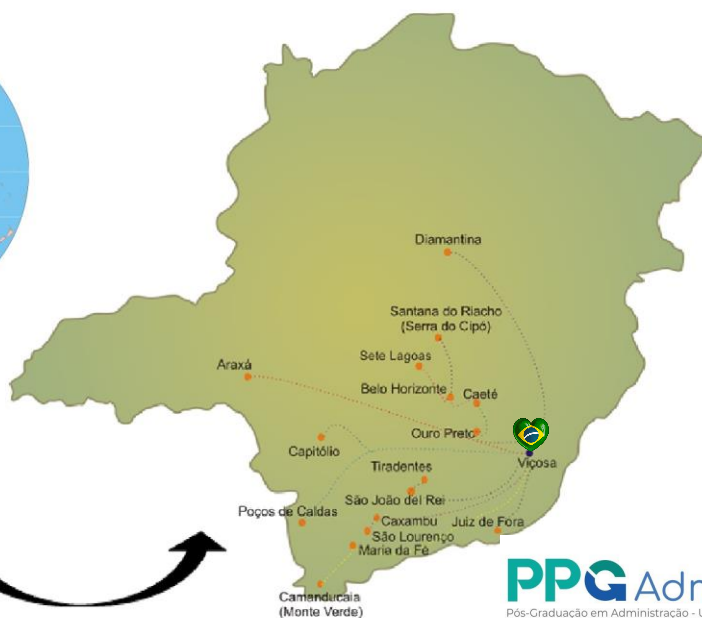 Diamantina
Santana do Riacho
(Serra do Cipó)
Sete Lagoas
Araxá
Belo Horizonte
Caeté
Ouro Preto
Viçosa
Capitólio
Tiradentes
São João del Rei
Poços de Caldas
Caxambu
Juiz de Fora
São Lourenço
Maria da Fé
Camanducaia
(Monte Verde)
PPG Adm
Pós-Graduação em Administração - U